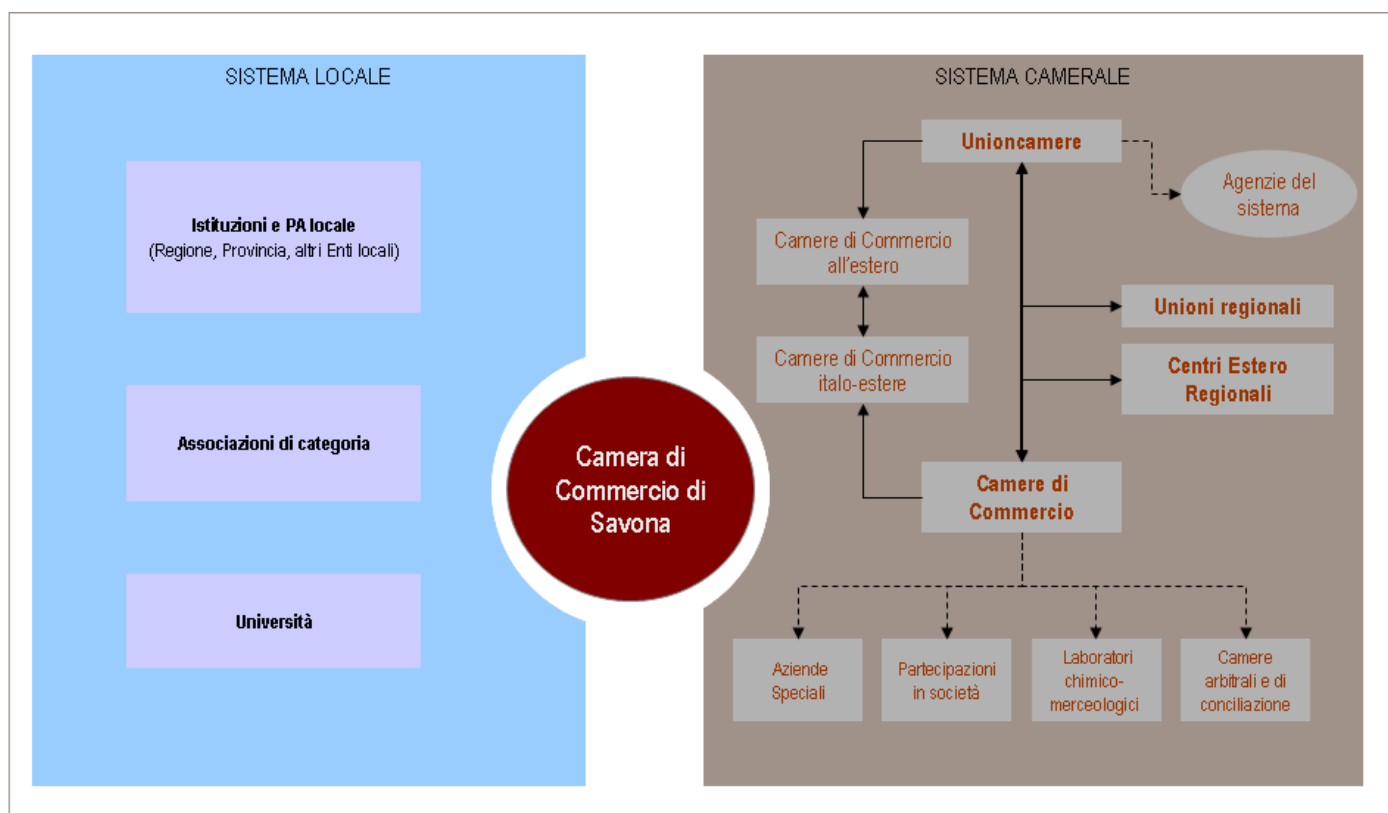 SISTEMA LOCALE
Istituzioni e PA locale
(Regione, Provincia, altri Enti locali)
Associazioni di categoria
Università
Camera di
Commercio di
Savona
SISTEMA CAMERALE
Unioncamere
Agenzie del
sistema
Camere di Commercio
all'estero
Unioni regionali
Camere di Commercio
italo-estere
Centri Estero
Regionali
Camere di
Commercio
Aziende
Speciali
Partecipazioni
in società
Laboratori
chimico-
merceologici
Camere
arbitrali e di
conciliazione